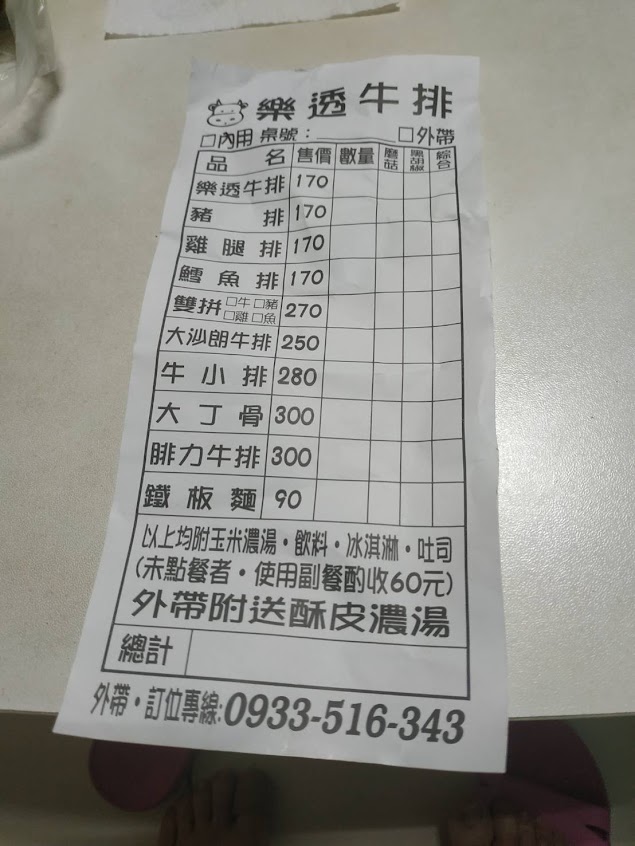 樂透牛排
□內用 桌號：________ □外帶
品名 售價 數量 蘑菇 黑胡椒 綜合
樂透牛排 170
豬排 170
雞腿排 170
鱈魚排 170
雙拼 □牛 □豬 □雞 □魚 270
大沙朗牛排 250
牛小排 280
大丁骨 300
腓力牛排 300
鐵板麵 90
以上均附玉米濃湯・飲料・冰淇淋・吐司
(未點餐者・使用副餐酌收60元)
外帶附送酥皮濃湯
總計
外帶・訂位專線:0933-516-343